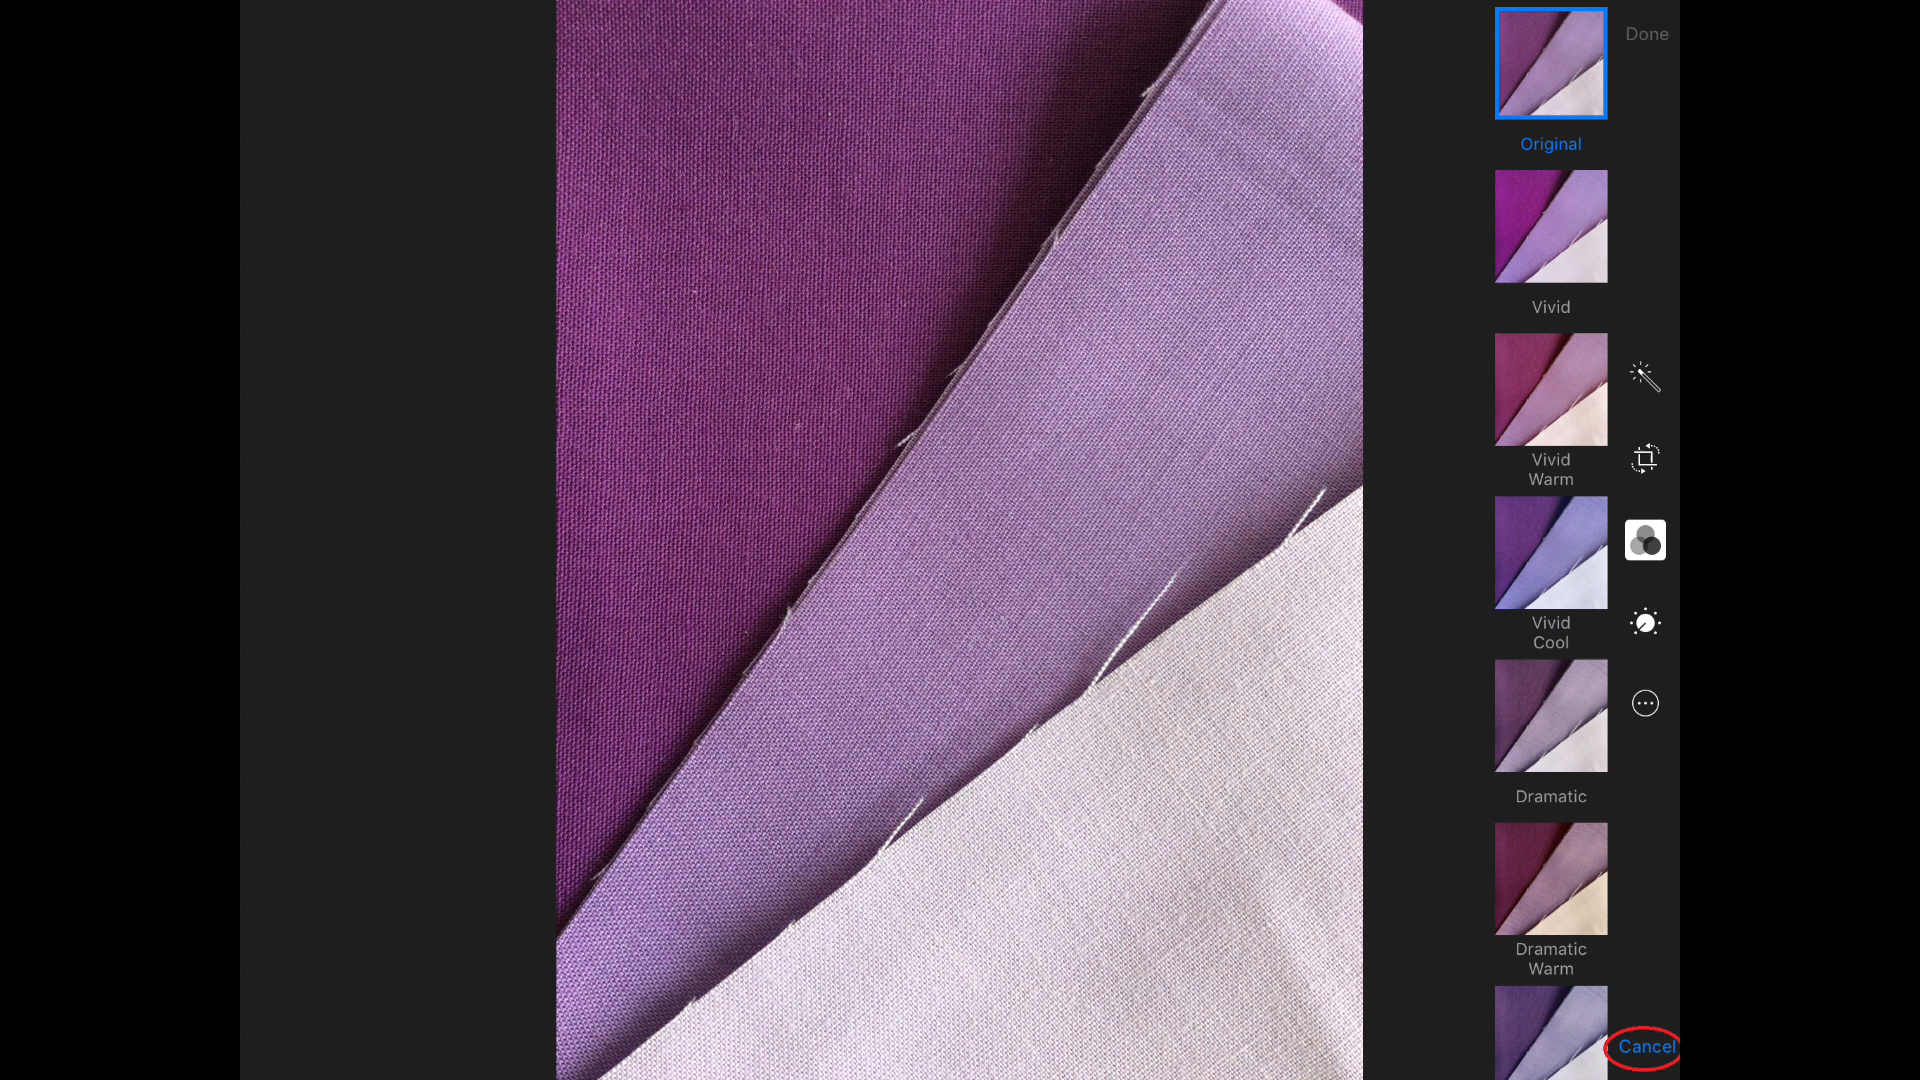 Done
Original
Vivid
Vivid
Warm
Vivid
Cool
Dramatic
Dramatic
Warm
Cancel